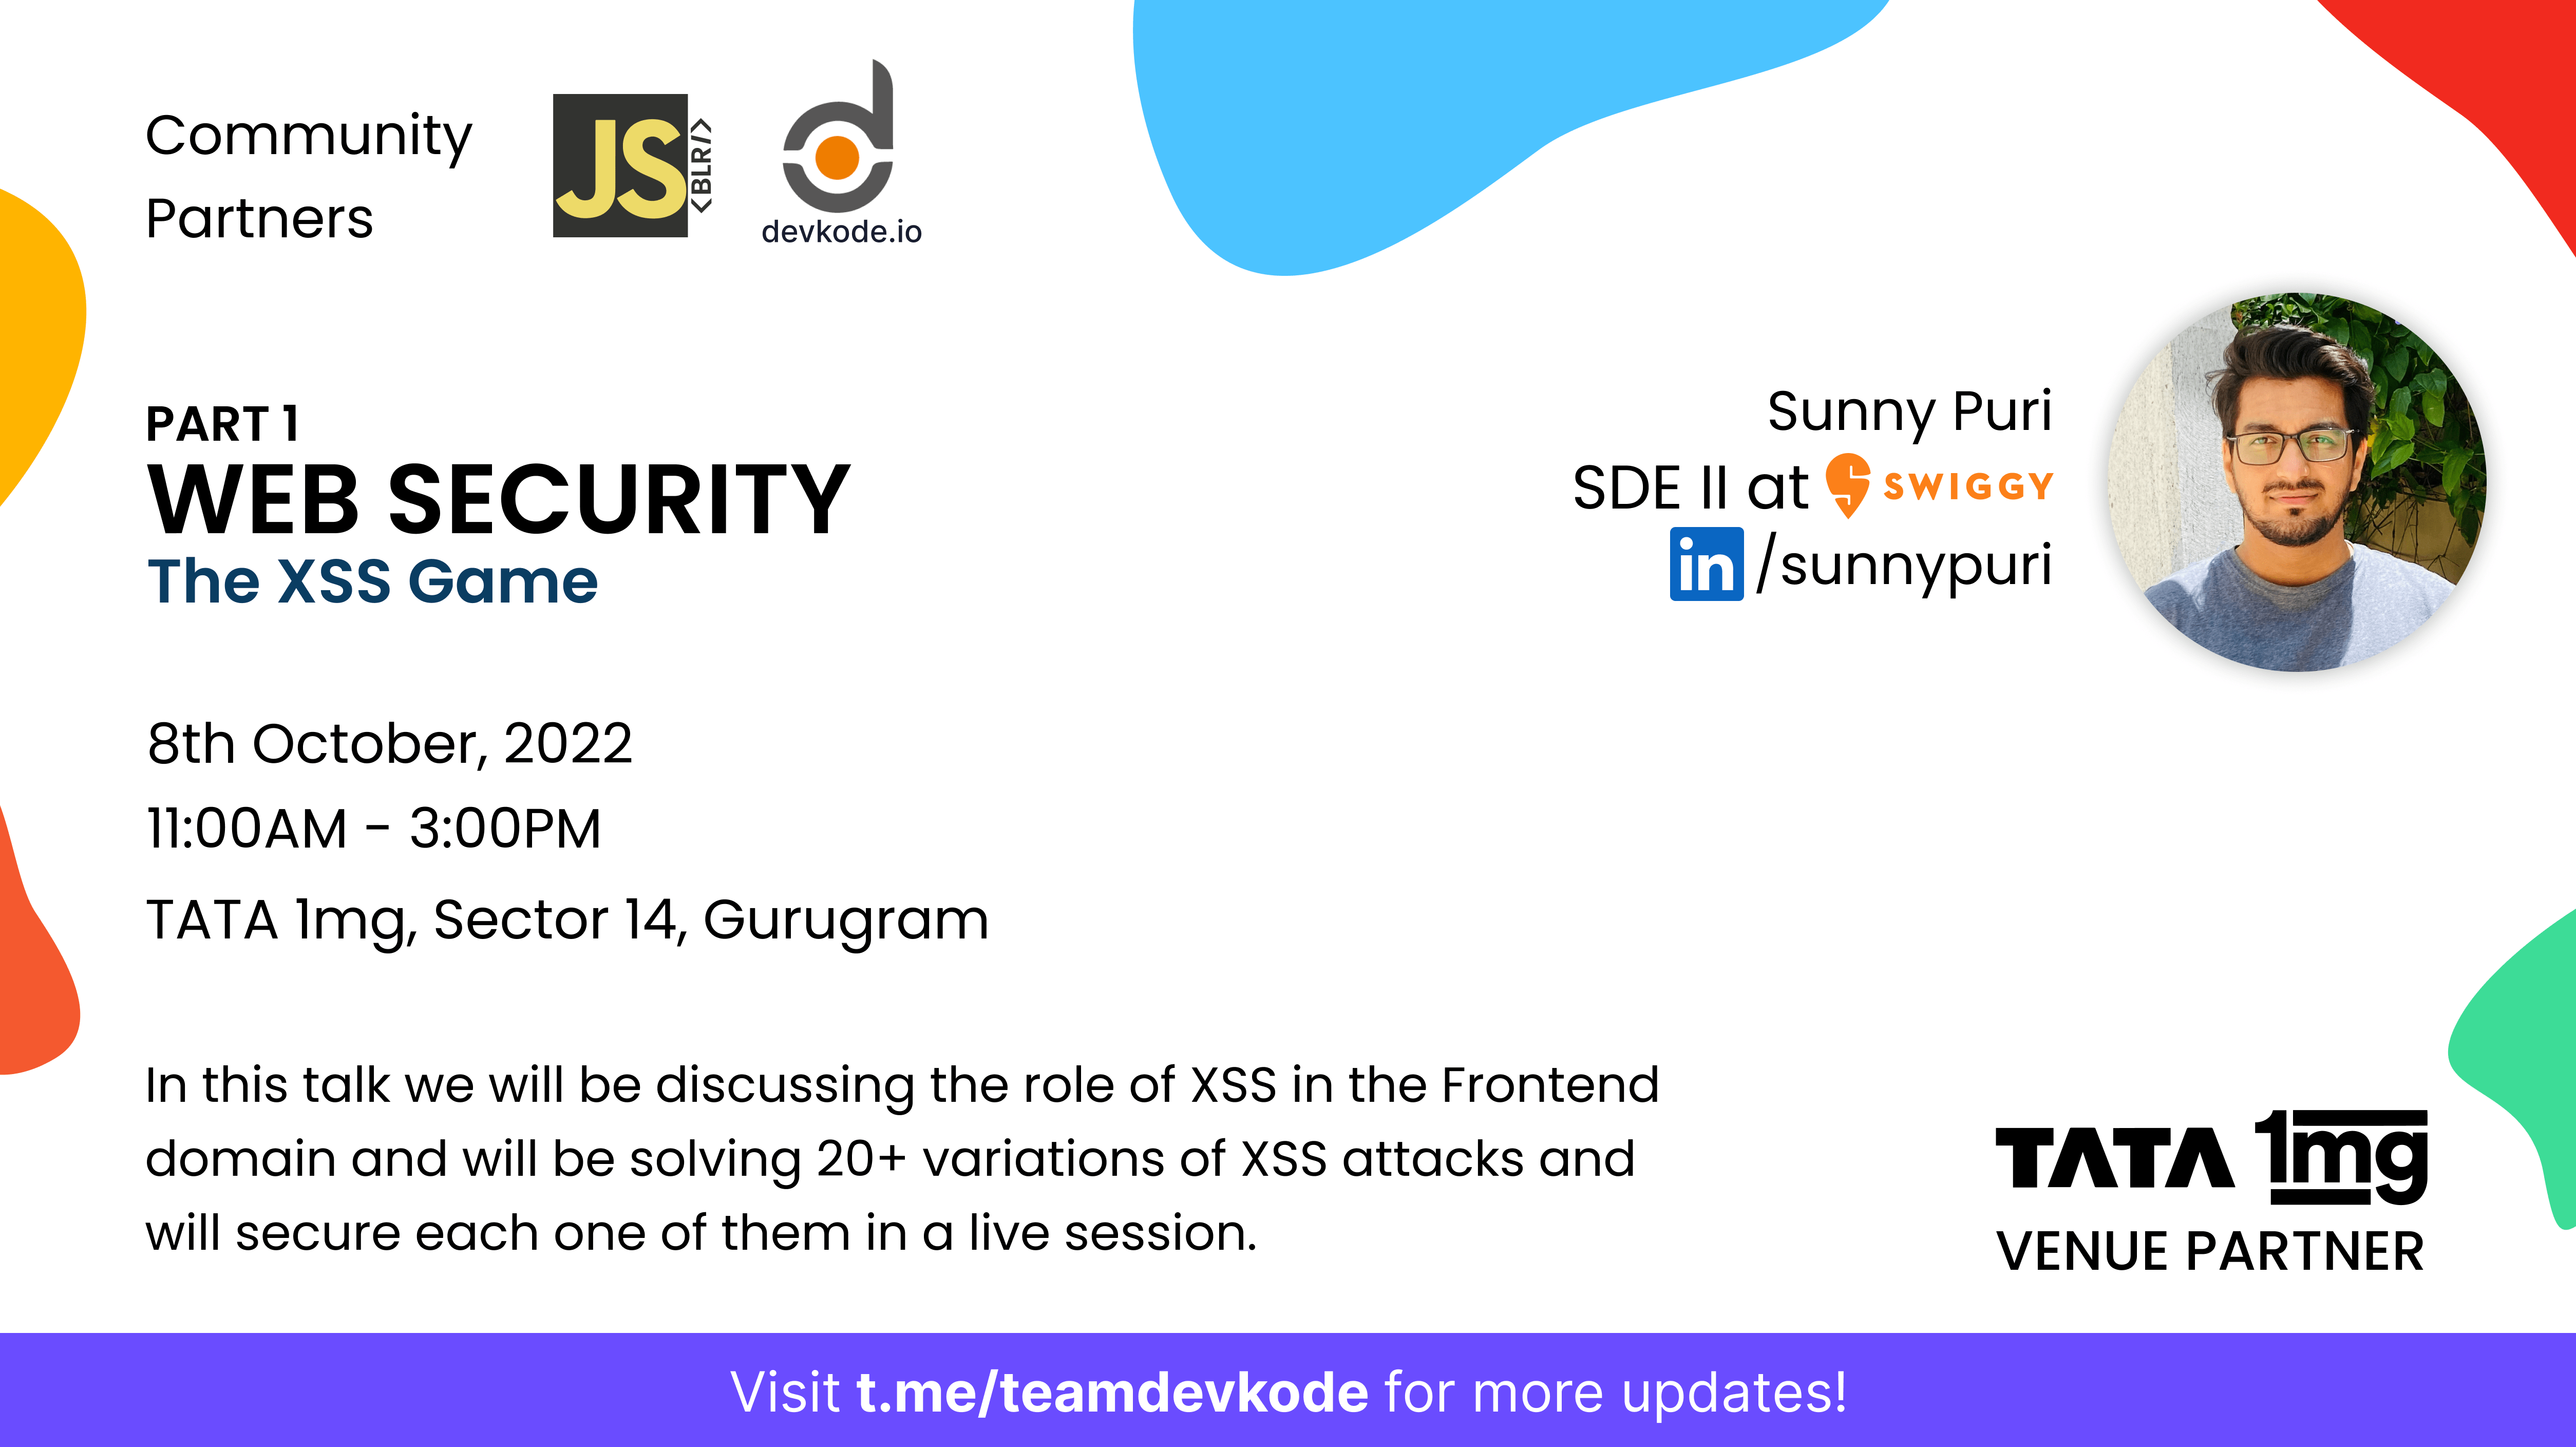 Community
Partners
JS
<BLR/>
devkode.io
PART 1
WEB SECURITY
The XSS Game
Sunny Puri
SDE II at SWIGGY
in /sunnypuri
8th October, 2022
11:00AM - 3:00PM
TATA 1mg, Sector 14, Gurugram
In this talk we will be discussing the role of XSS in the Frontend
domain and will be solving 20+ variations of XSS attacks and
will secure each one of them in a live session.
TATA 1mg
VENUE PARTNER
Visit t.me/teamdevkode for more updates!